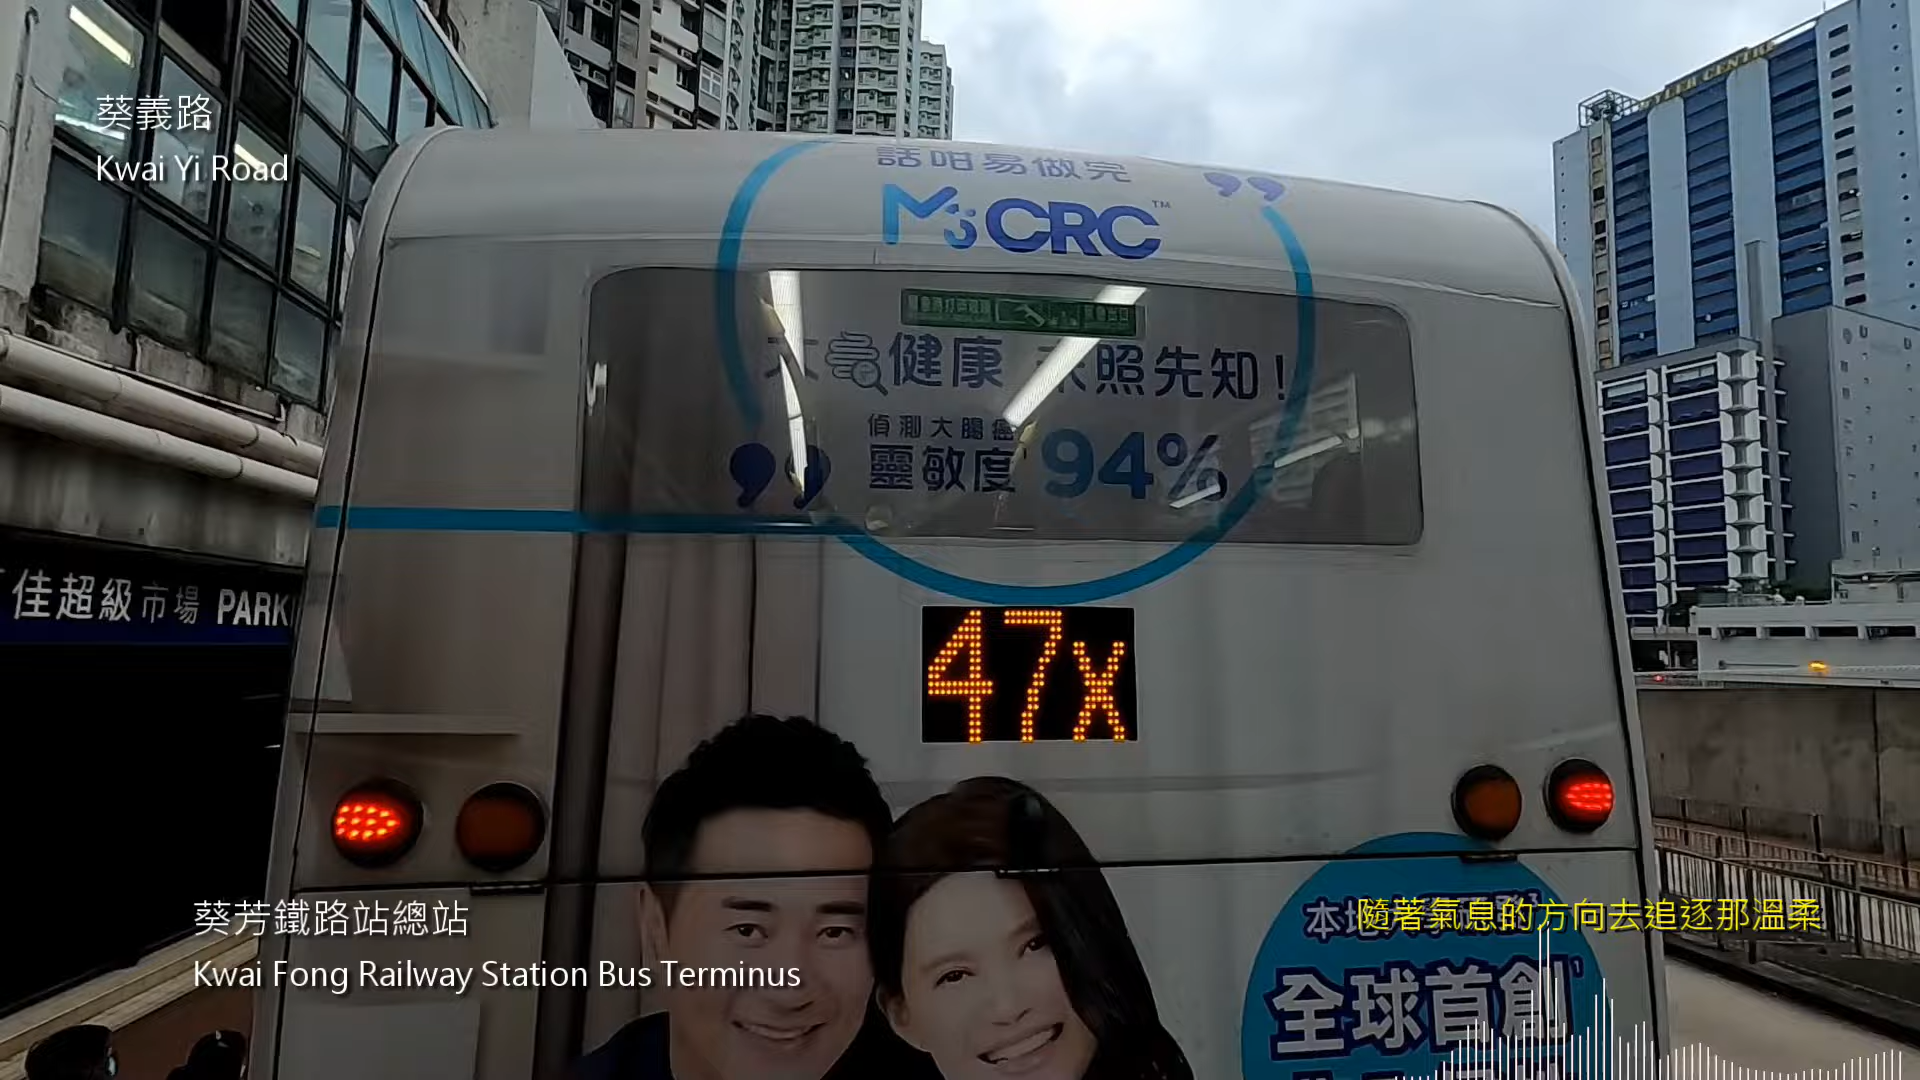 葵義路
Kwai Yi Road
話咁易做完
M3CRC™
健康 照先知！
偵測大腸癌
靈敏度 94%
佳超級市場 PARK
47X
葵芳鐵路站總站
Kwai Fong Railway Station Bus Terminus
隨著氣息的方向去追逐那溫柔
本地
全球首創